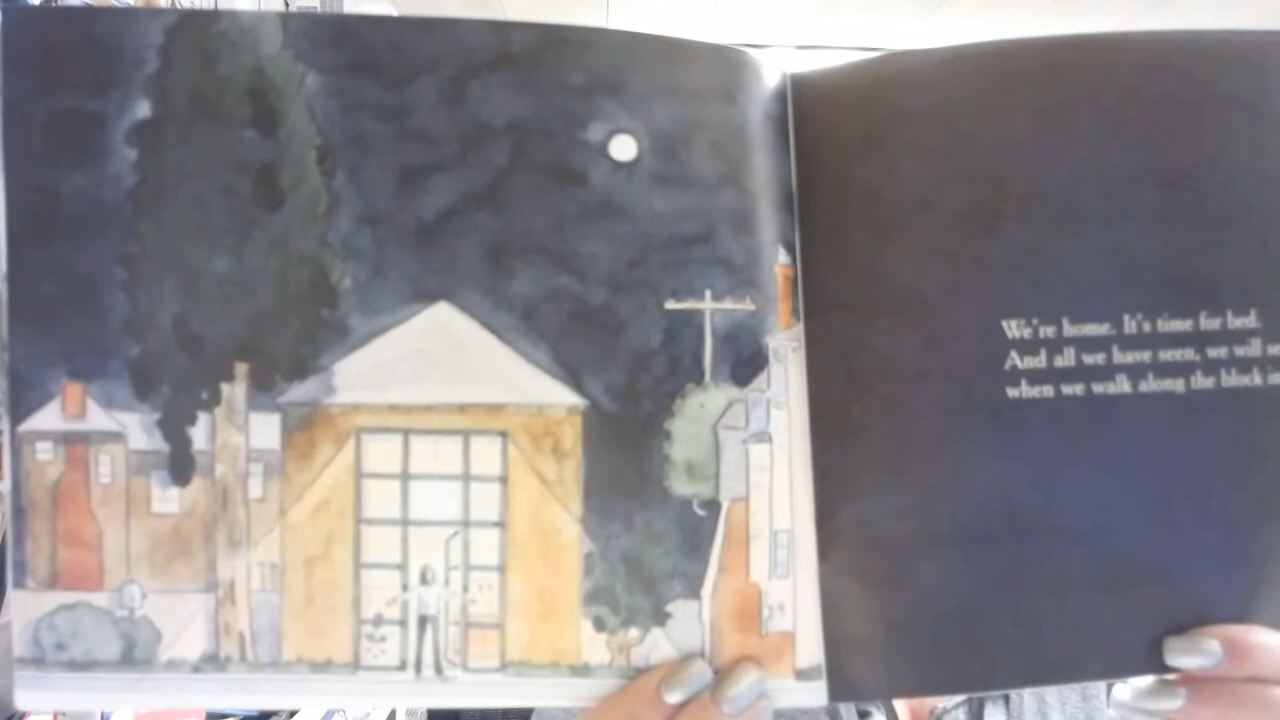 We're home. It's time for bed.
And all we have seen, we will
when we walk along the block